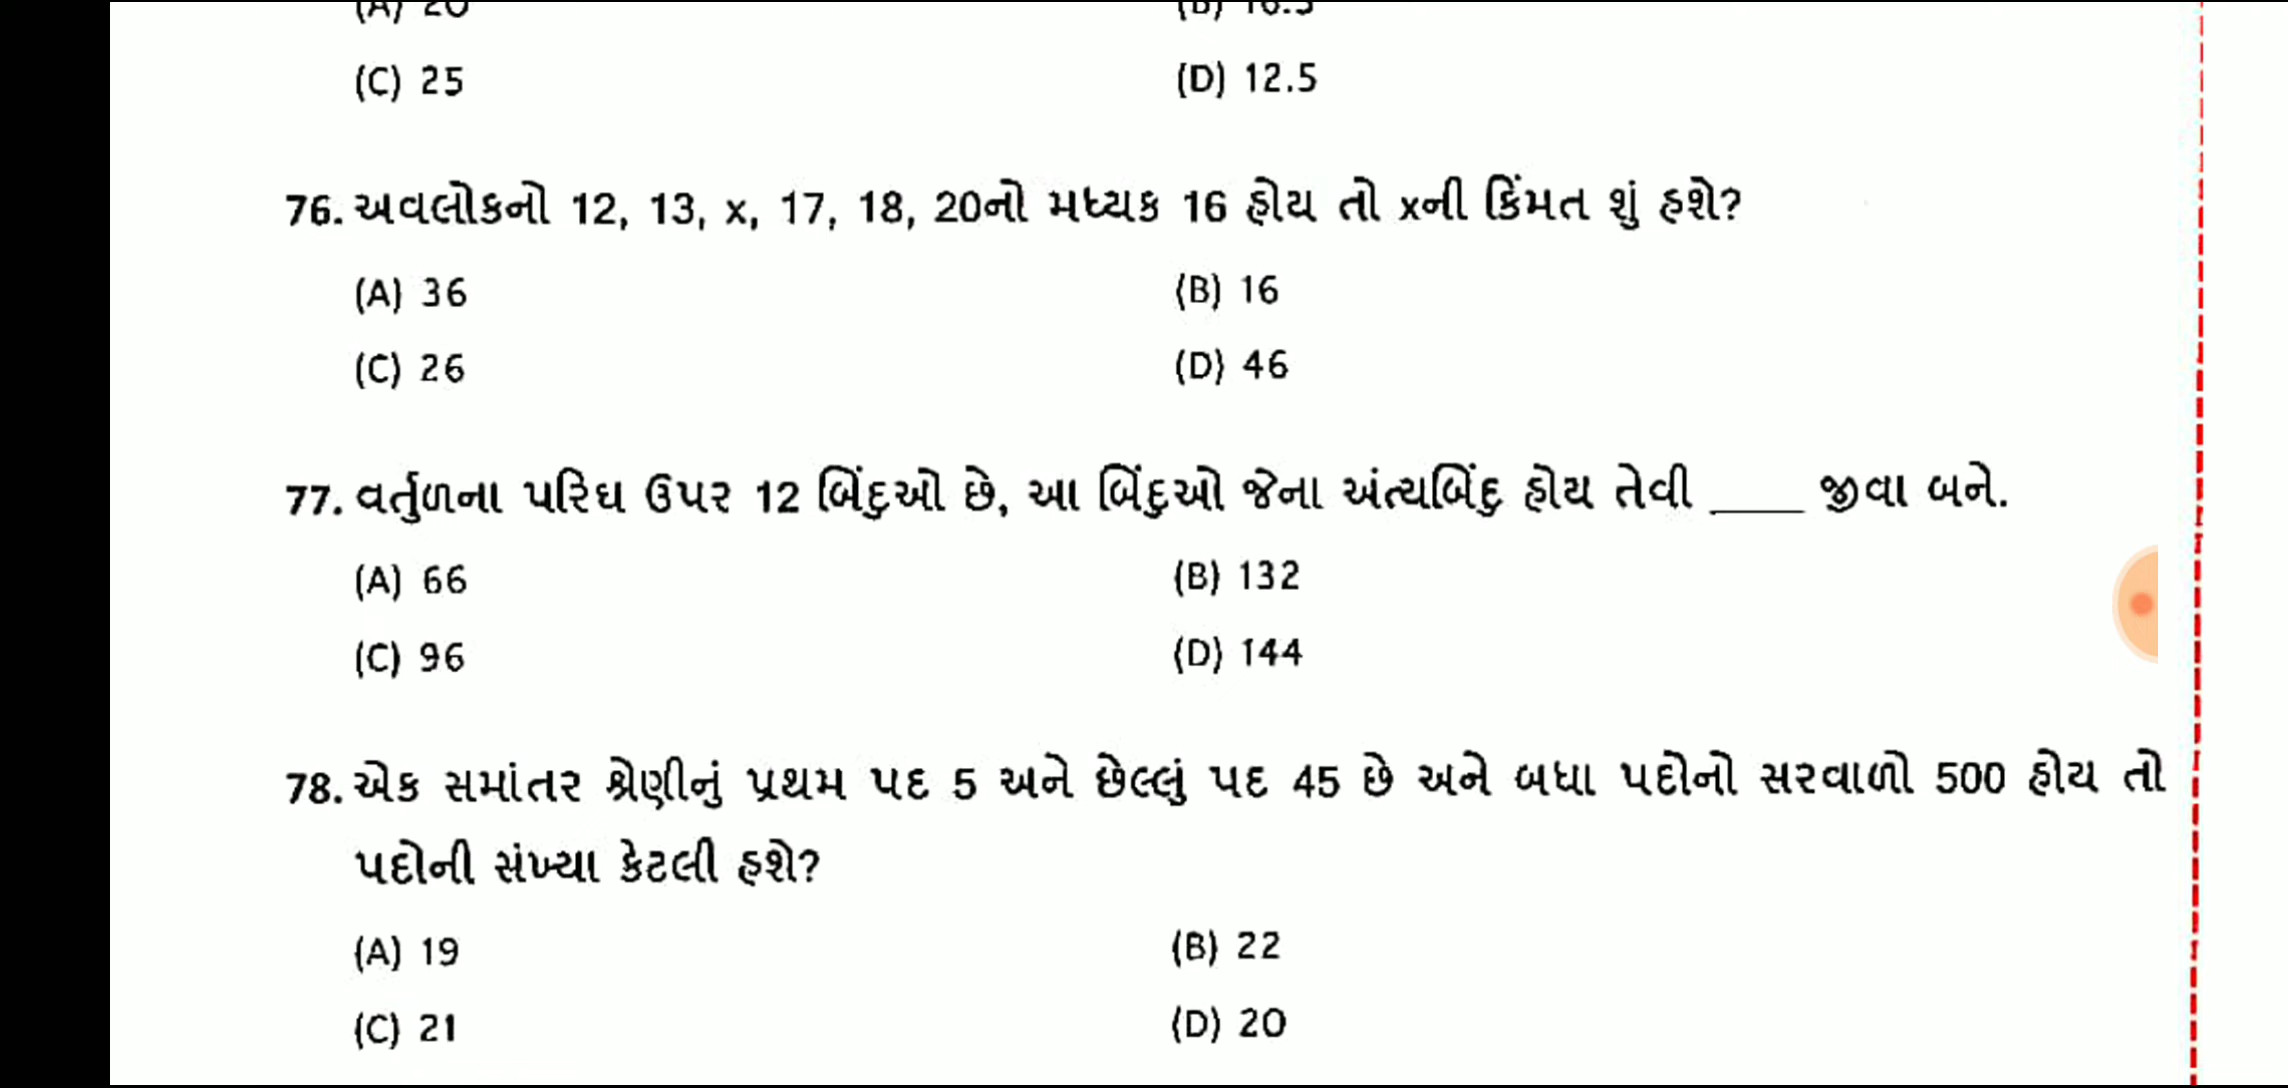 (C) 25 (D) 12.5
76. અવલોકનો 12, 13, x, 17, 18, 20નો મધ્યક 16 હોય તો xની કિંમત શું હશે?
(A) 36 (B) 16
(C) 26 (D) 46
77. વર્તુળના પરિઘ ઉપર 12 બિંદુઓ છે, આ બિંદુઓ જેના અંત્યબિંદુ હોય તેવી ____ જીવા બને.
(A) 66 (B) 132
(C) 96 (D) 144
78. એક સમાંતર શ્રેણીનું પ્રથમ પદ 5 અને છેલ્લું પદ 45 છે અને બધા પદોનો સરવાળો 500 હોય તો
પદોની સંખ્યા કેટલી હશે?
(A) 19 (B) 22
(C) 21 (D) 20